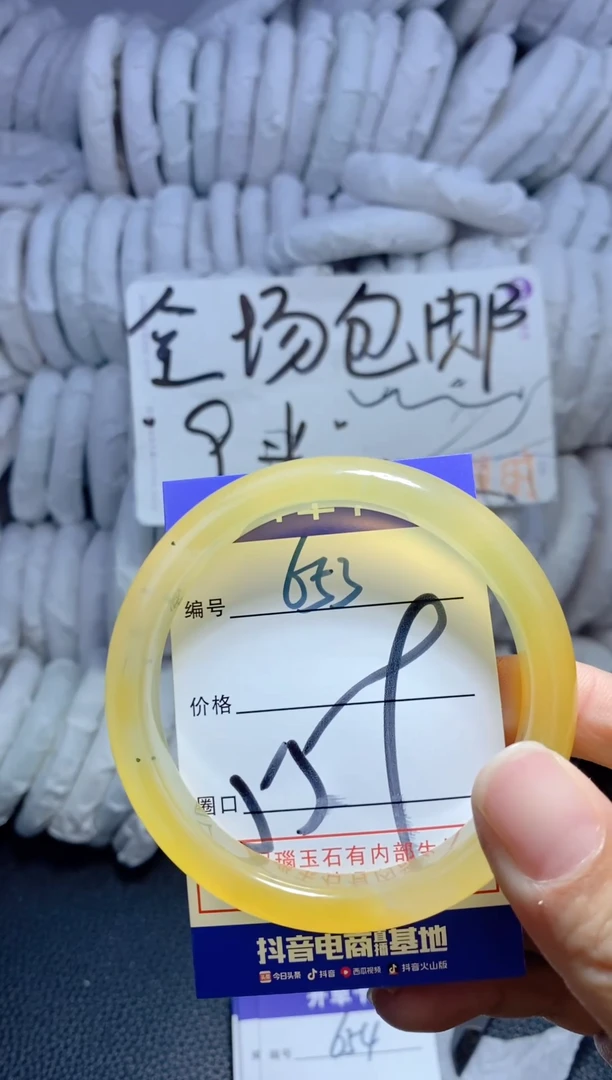 全场包邮
编号 653
价格
圈口
瑙玉石有内部生
抖音电商直播基地
今日头条 抖音 西瓜视频 抖音火山版
编号 654